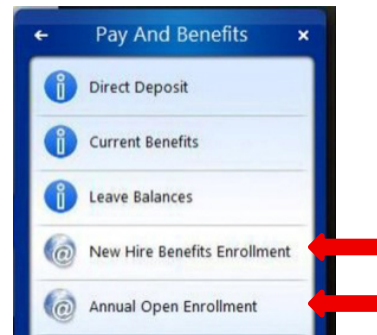 Pay And Benefits
Direct Deposit
Current Benefits
Leave Balances
New Hire Benefits Enrollment
Annual Open Enrollment